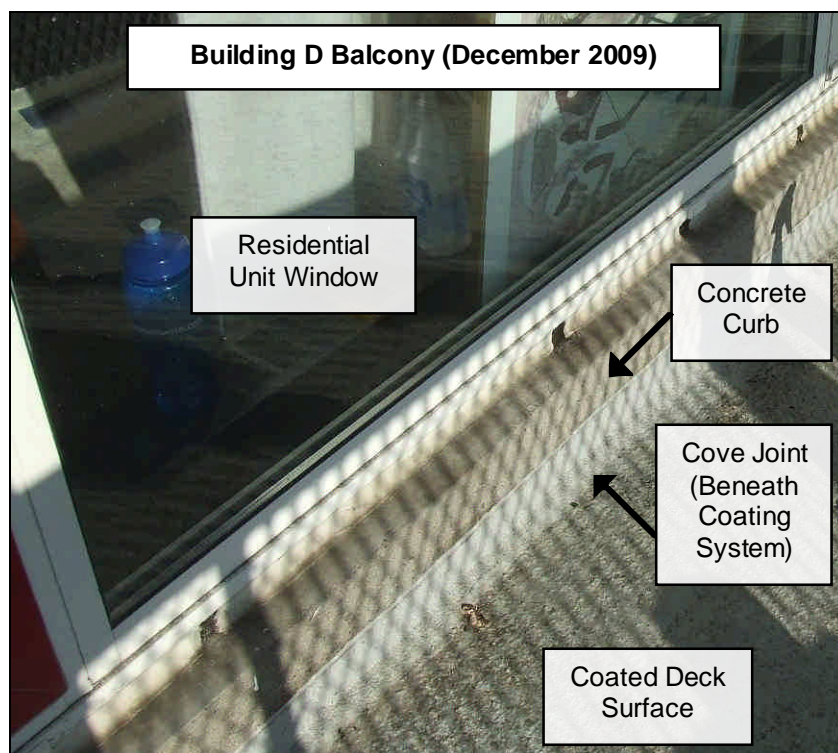 Building D Balcony (December 2009)
Residential
Unit Window
Concrete
Curb
Cove Joint
(Beneath
Coating
System)
Coated Deck
Surface